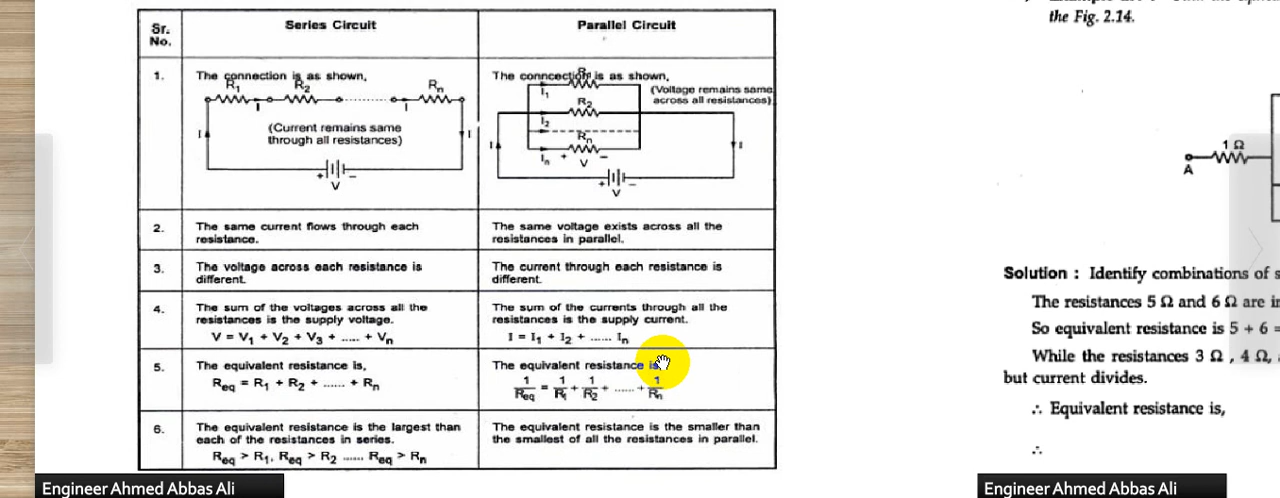 Sr.
No.
Series Circuit
Parallel Circuit
1.
The connection is as shown,
R1
R2
Rn
I
I
I
I
(Current remains same
through all resistances)
+
−
V
The conncection is as shown,
(Voltage remains same
across all resistances)
I1
R2
I2
Rn
In
+
V
−
I
I
+
−
V
2.
The same current flows through each
resistance.
The same voltage exists across all the
resistances in parallel.
3.
The voltage across each resistance is
different.
The current through each resistance is
different.
4.
The sum of the voltages across all the
resistances is the supply voltage.
V = V1 + V2 + V3 + ...... + Vn
The sum of the currents through all the
resistances is the supply current.
I = I1 + I2 + ...... In
5.
The equivalent resistance is,
Req = R1 + R2 + ...... + Rn
The equivalent resistance is
1/Req = 1/R1 + 1/R2 + ...... + 1/Rn
6.
The equivalent resistance is the largest than
each of the resistances in series.
Req > R1, Req > R2 ...... Req > Rn
The equivalent resistance is the smaller than
the smallest of all the resistances in parallel.
Engineer Ahmed Abbas Ali
the Fig. 2.14.
1 Ω
A
Solution : Identify combinations of
The resistances 5 Ω and 6 Ω are
So equivalent resistance is 5 + 6 =
While the resistances 3 Ω , 4 Ω,
but current divides.
∴ Equivalent resistance is,
∴
Engineer Ahmed Abbas Ali